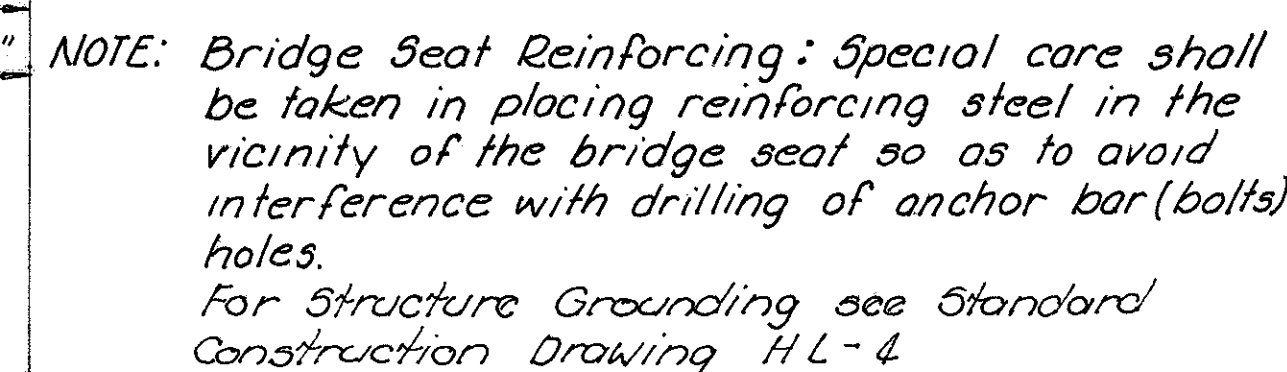 " NOTE: Bridge Seat Reinforcing: Special care shall
be taken in placing reinforcing steel in the
vicinity of the bridge seat so as to avoid
interference with drilling of anchor bar (bolts)
holes.
For Structure Grounding see Standard
Construction Drawing HL-4